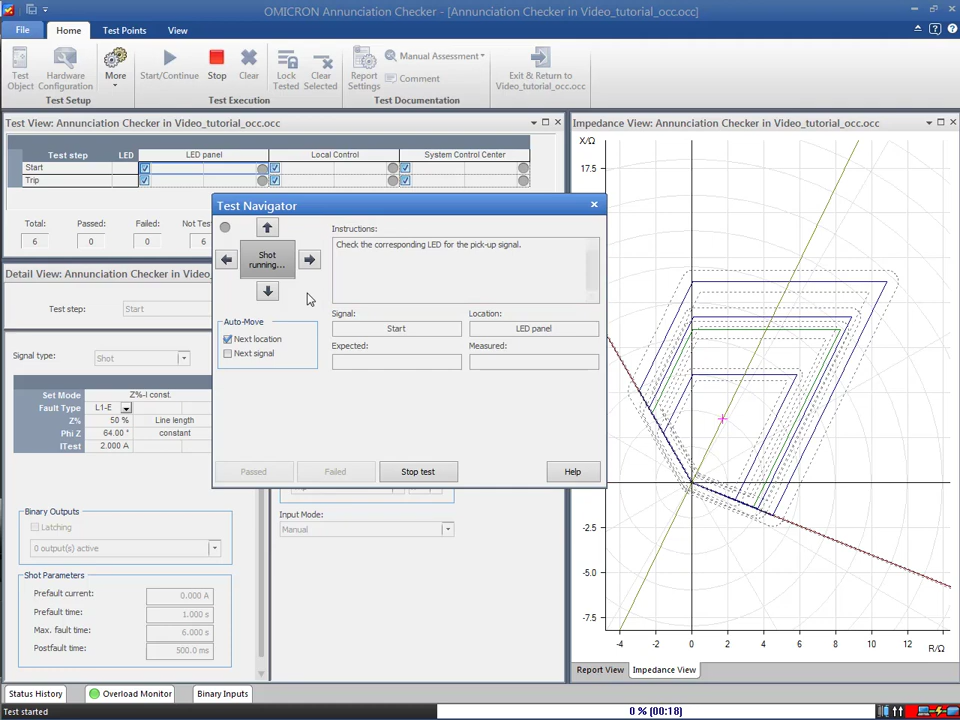 OMICRON Annunciation Checker - [Annunciation Checker in Video_tutorial_occ.occ]
File
Home
Test Points
View
Test Object
Hardware Configuration
More
Test Setup
Start/Continue
Stop
Clear
Test Execution
Lock Tested
Clear Selected
Report Settings
Manual Assessment
Comment
Test Documentation
Exit & Return to Video_tutorial_occ.occ
Test View: Annunciation Checker in Video_tutorial_occ.occ
Test step
LED
LED panel
Local Control
System Control Center
Start
Trip
Total:
Passed:
Failed:
Not Test
6
0
0
6
Detail View: Annunciation Checker in Video_tutorial_occ.
Test step:
Start
Signal type:
Shot
Set Mode
Z%-I const.
Fault Type
L1-E
Z%
50 %
Line length
Phi Z
64.00 °
constant
ITest
2.000 A
Binary Outputs
Latching
0 output(s) active
Shot Parameters
Prefault current:
0.000 A
Prefault time:
1.000 s
Max. fault time:
6.000 s
Postfault time:
500.0 ms
Input Mode:
Manual
Test Navigator
Shot running...
Auto-Move
Next location
Next signal
Instructions:
Check the corresponding LED for the pick-up signal.
Signal:
Start
Location:
LED panel
Expected:
Measured:
Passed
Failed
Stop test
Help
Impedance View: Annunciation Checker in Video_tutorial_occ.occ
X/Ω
17.5
-2.5
-5.0
-7.5
-4
-2
0
2
4
6
8
10
12
R/Ω
Report View
Impedance View
Status History
Overload Monitor
Binary Inputs
Test started
0 % (00:18)